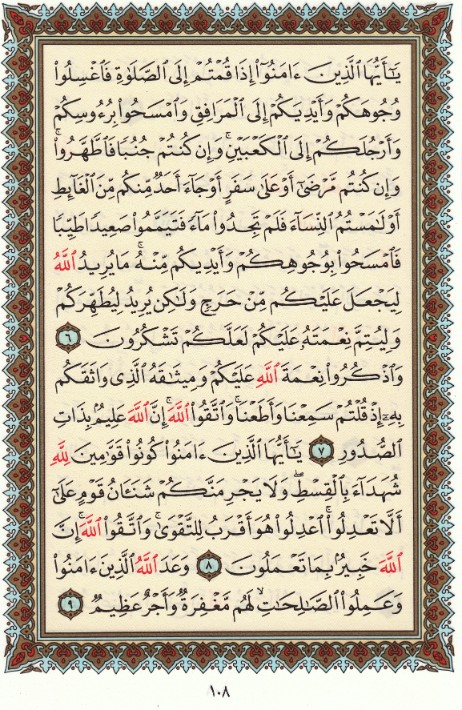 يَـٰٓأَيُّهَا ٱلَّذِينَ ءَامَنُوٓا۟ إِذَا قُمْتُمْ إِلَى ٱلصَّلَوٰةِ فَٱغْسِلُوا۟
وُجُوهَكُمْ وَأَيْدِيَكُمْ إِلَى ٱلْمَرَافِقِ وَٱمْسَحُوا۟ بِرُءُوسِكُمْ
وَأَرْجُلَكُمْ إِلَى ٱلْكَعْبَيْنِ ۚ وَإِن كُنتُمْ جُنُبًا فَٱطَّهَّرُوا۟ ۚ
وَإِن كُنتُم مَّرْضَىٰٓ أَوْ عَلَىٰ سَفَرٍ أَوْ جَآءَ أَحَدٌ مِّنكُم مِّنَ ٱلْغَآئِطِ
أَوْ لَـٰمَسْتُمُ ٱلنِّسَآءَ فَلَمْ تَجِدُوا۟ مَآءً فَتَيَمَّمُوا۟ صَعِيدًا طَيِّبًا
فَٱمْسَحُوا۟ بِوُجُوهِكُمْ وَأَيْدِيكُم مِّنْهُ ۚ مَا يُرِيدُ ٱللَّهُ
لِيَجْعَلَ عَلَيْكُم مِّنْ حَرَجٍ وَلَـٰكِن يُرِيدُ لِيُطَهِّرَكُمْ
وَلِيُتِمَّ نِعْمَتَهُۥ عَلَيْكُمْ لَعَلَّكُمْ تَشْكُرُونَ ٦
وَٱذْكُرُوا۟ نِعْمَةَ ٱللَّهِ عَلَيْكُمْ وَمِيثَـٰقَهُ ٱلَّذِى وَاثَقَكُم
بِهِۦٓ إِذْ قُلْتُمْ سَمِعْنَا وَأَطَعْنَا ۖ وَٱتَّقُوا۟ ٱللَّهَ ۚ إِنَّ ٱللَّهَ عَلِيمٌۢ بِذَاتِ
ٱلصُّدُورِ ٧ يَـٰٓأَيُّهَا ٱلَّذِينَ ءَامَنُوا۟ كُونُوا۟ قَوَّٰمِينَ لِلَّهِ
شُهَدَآءَ بِٱلْقِسْطِ ۖ وَلَا يَجْرِمَنَّكُمْ شَنَـَٔانُ قَوْمٍ عَلَىٰٓ
أَلَّا تَعْدِلُوا۟ ۚ ٱعْدِلُوا۟ هُوَ أَقْرَبُ لِلتَّقْوَىٰ ۖ وَٱتَّقُوا۟ ٱللَّهَ ۚ إِنَّ
ٱللَّهَ خَبِيرٌۢ بِمَا تَعْمَلُونَ ٨ وَعَدَ ٱللَّهُ ٱلَّذِينَ ءَامَنُوا۟
وَعَمِلُوا۟ ٱلصَّـٰلِحَـٰتِ ۙ لَهُم مَّغْفِرَةٌ وَأَجْرٌ عَظِيمٌ ٩
١٠٨